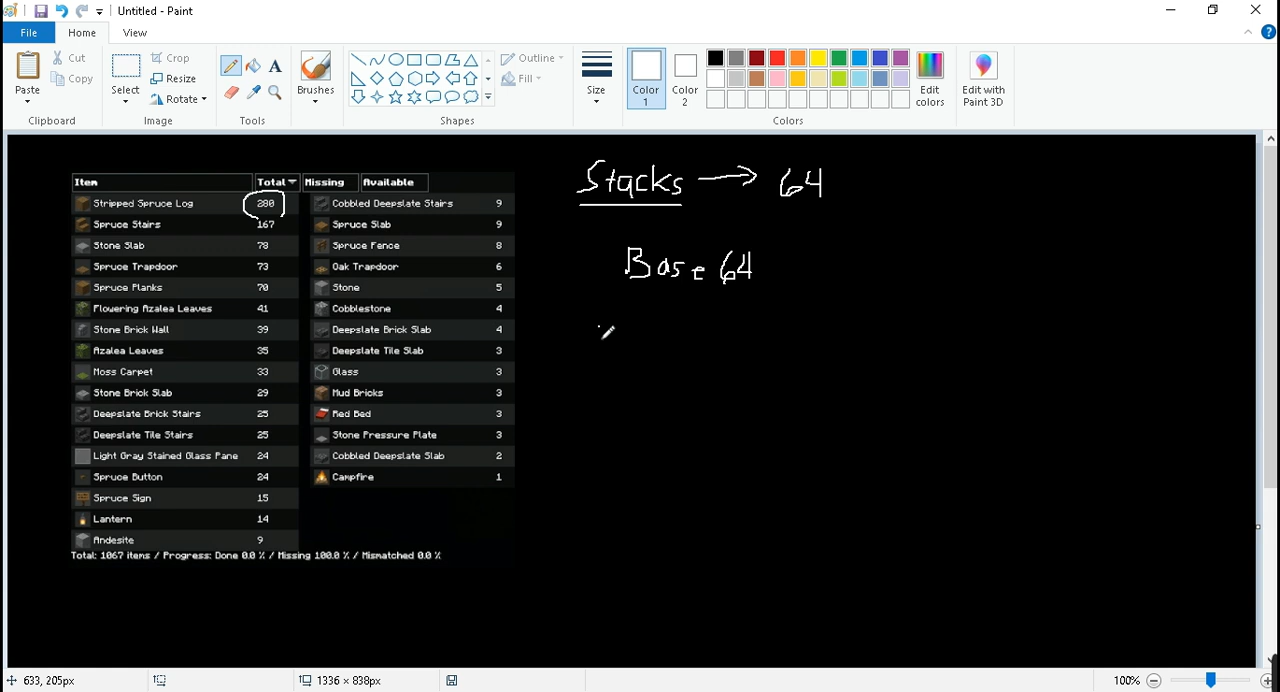 Untitled - Paint
File Home View
Paste
Cut
Copy
Clipboard
Select
Crop
Resize
Rotate
Image
A
Tools
Brushes
Outline
Fill
Shapes
Size
Color 1
Color 2
Edit colors
Colors
Edit with Paint 3D
Item Total Missing Available
Stripped Spruce Log 280
Spruce Stairs 167
Stone Slab 78
Spruce Trapdoor 73
Spruce Planks 70
Flowering Azalea Leaves 41
Stone Brick Wall 39
Azalea Leaves 35
Moss Carpet 33
Stone Brick Slab 29
Deepslate Brick Stairs 25
Deepslate Tile Stairs 25
Light Gray Stained Glass Pane 24
Spruce Button 24
Spruce Sign 15
Lantern 14
Andesite 9
Cobbled Deepslate Stairs 9
Spruce Slab 9
Spruce Fence 8
Oak Trapdoor 6
Stone 5
Cobblestone 4
Deepslate Brick Slab 4
Deepslate Tile Slab 3
Glass 3
Mud Bricks 3
Red Bed 3
Stone Pressure Plate 3
Cobbled Deepslate Slab 2
Campfire 1
Total: 1067 items / Progress: Done 0.0 % / Missing 100.0 % / Mismatched 0.0 %
Stacks → 64
Base 64
633, 205px
1336 × 838px
100%